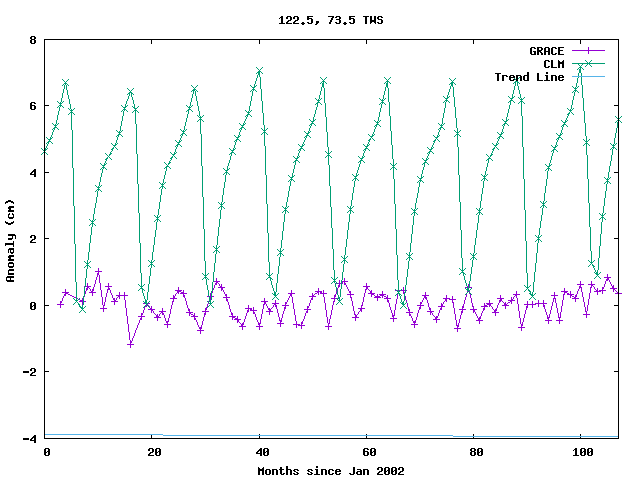 122.5, 73.5 TWS
GRACE
CLM
Trend Line
8
6
4
2
0
-2
-4
Anomaly (cm)
0 20 40 60 80 100
Months since Jan 2002